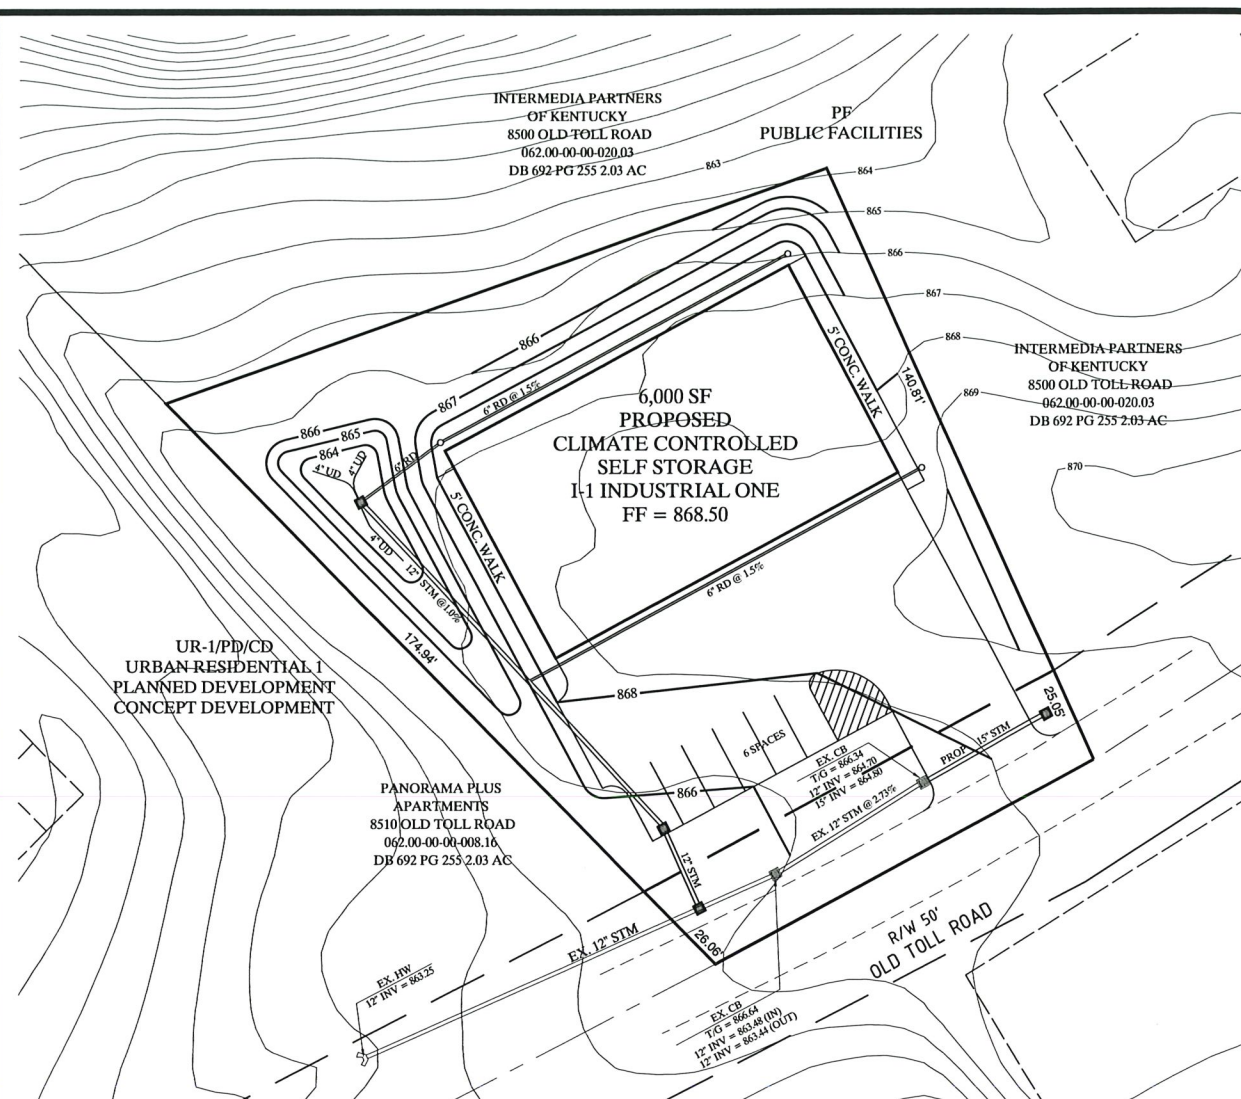 INTERMEDIA PARTNERS
OF KENTUCKY
8500 OLD TOLL ROAD
062.00-00-00-020.03
DB 692 PG 255 2.03 AC
PF
PUBLIC FACILITIES
863
864
865
866
867
868
869
870
INTERMEDIA PARTNERS
OF KENTUCKY
8500 OLD TOLL ROAD
062.00-00-00-020.03
DB 692 PG 255 2.03 AC
866
867
6" RD @ 1.5%
5' CONC. WALK
140.81'
6,000 SF
PROPOSED
CLIMATE CONTROLLED
SELF STORAGE
I-1 INDUSTRIAL ONE
FF = 868.50
866
865
864
4" UD
4" UD
6" RD
5' CONC. WALK
4" UD
12" STM @1.0%
174.94'
6" RD @ 1.5%
UR-1/PD/CD
URBAN RESIDENTIAL 1
PLANNED DEVELOPMENT
CONCEPT DEVELOPMENT
868
6 SPACES
25.05'
PROP. 15" STM
EX. CB
T/G = 866.34
12" INV = 864.70
15" INV = 864.80
866
EX. 12" STM @ 2.73%
PANORAMA PLUS
APARTMENTS
8510 OLD TOLL ROAD
062.00-00-00-008.16
DB 692 PG 255 2.03 AC
12" STM
26.06'
EX. 12" STM
R/W 50'
OLD TOLL ROAD
EX. HW
12" INV = 863.25
EX. CB
T/G = 866.64
12" INV = 863.48 (IN)
12" INV = 863.44 (OUT)